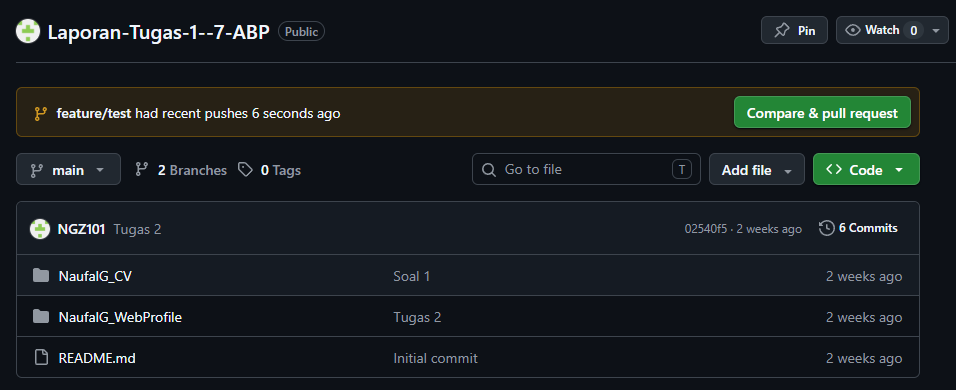 Laporan-Tugas-1--7-ABP Public Pin Watch 0
feature/test had recent pushes 6 seconds ago Compare & pull request
main 2 Branches 0 Tags Go to file T Add file Code
NGZ101 Tugas 2 02540f5 · 2 weeks ago 6 Commits
NaufalG_CV Soal 1 2 weeks ago
NaufalG_WebProfile Tugas 2 2 weeks ago
README.md Initial commit 2 weeks ago